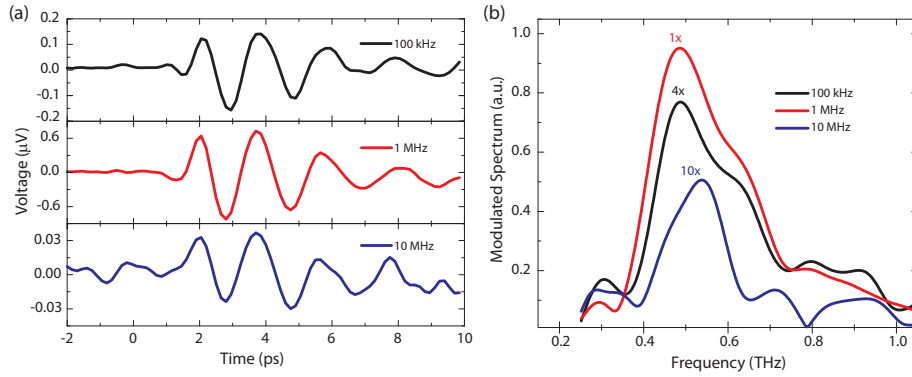 (a)
0.2
0.1
0.0
-0.1
-0.2
100 kHz
0.6
0.0
-0.6
1 MHz
0.03
0.00
-0.03
10 MHz
Voltage (µV)
-2 0 2 4 6 8 10
Time (ps)
(b)
1.0
0.8
0.6
0.4
0.2
Modulated Spectrum (a.u.)
1x
4x
10x
100 kHz
1 MHz
10 MHz
0.2 0.4 0.6 0.8 1.0
Frequency (THz)